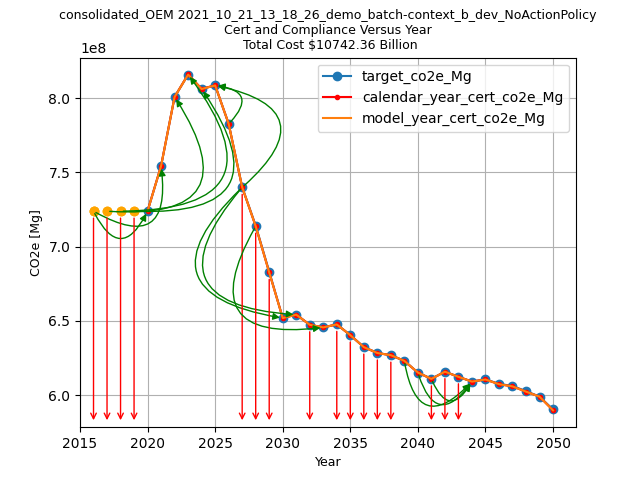 consolidated_OEM 2021_10_21_13_18_26_demo_batch-context_b_dev_NoActionPolicy
Cert and Compliance Versus Year
Total Cost $10742.36 Billion
1e8
target_co2e_Mg
calendar_year_cert_co2e_Mg
model_year_cert_co2e_Mg
8.0
7.5
7.0
6.5
6.0
CO2e [Mg]
2015 2020 2025 2030 2035 2040 2045 2050
Year